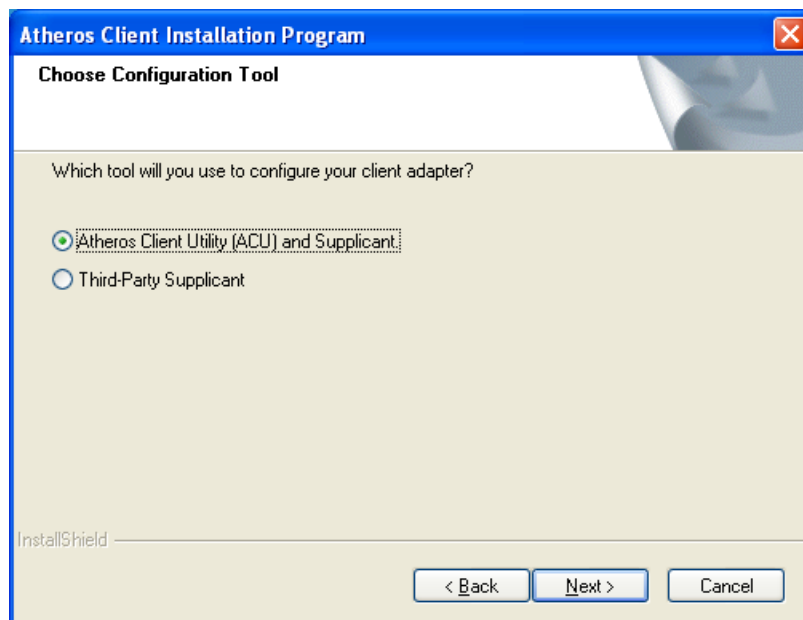 Atheros Client Installation Program
Choose Configuration Tool
Which tool will you use to configure your client adapter?
Atheros Client Utility (ACU) and Supplicant.
Third-Party Supplicant
InstallShield
< Back
Next >
Cancel